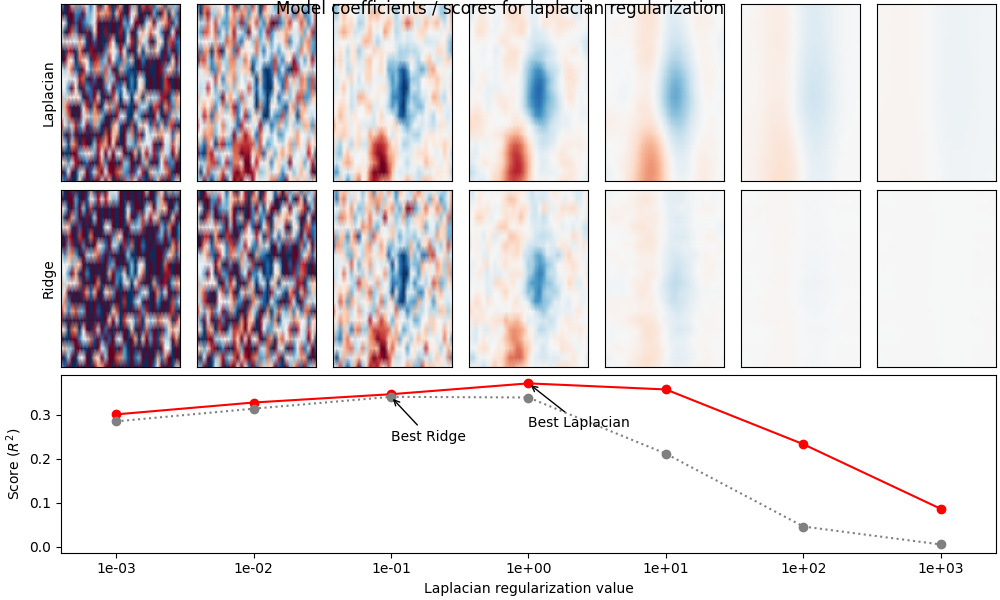 Model coefficients / scores for laplacian regularization
Laplacian
Ridge
Score (R²)
0.3
0.2
0.1
0.0
Best Ridge
Best Laplacian
1e-03 1e-02 1e-01 1e+00 1e+01 1e+02 1e+03
Laplacian regularization value